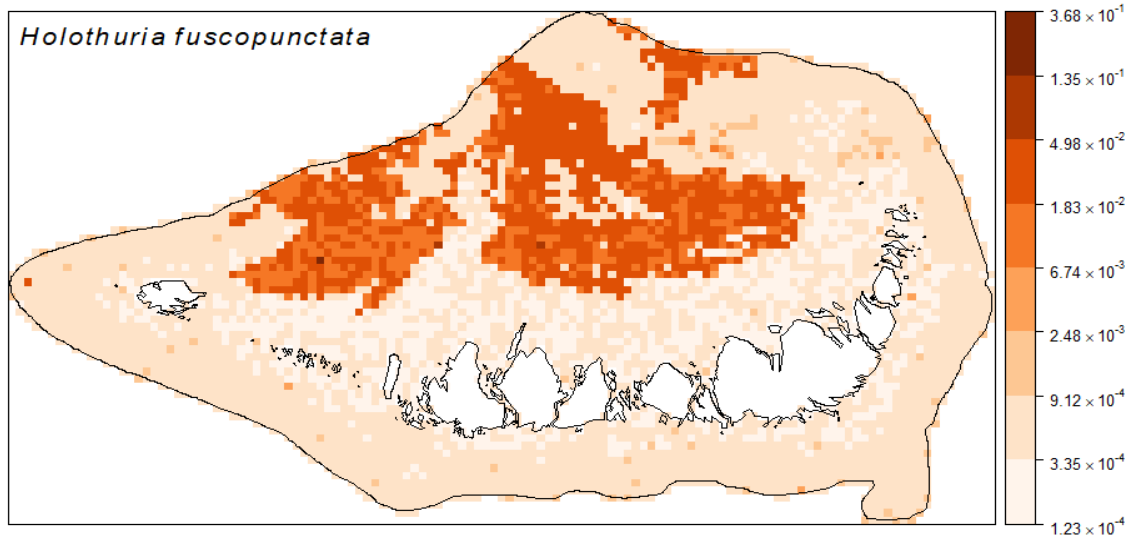 Holothuria fuscopunctata
3.68 × 10⁻¹
1.35 × 10⁻¹
4.98 × 10⁻²
1.83 × 10⁻²
6.74 × 10⁻³
2.48 × 10⁻³
9.12 × 10⁻⁴
3.35 × 10⁻⁴
1.23 × 10⁻⁴